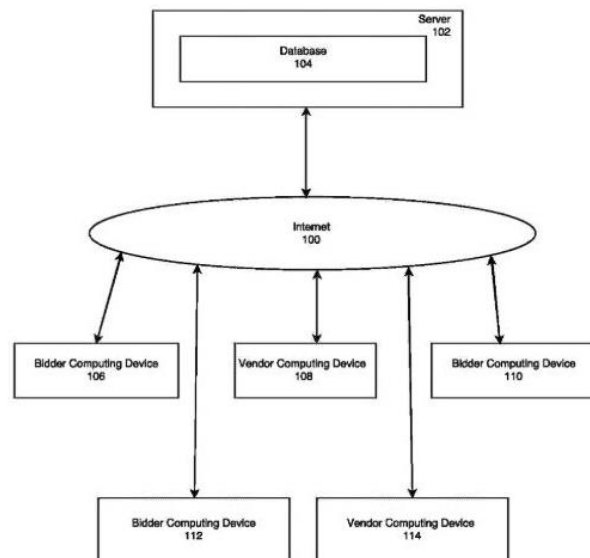 Server
102
Database
104
Internet
100
Bidder Computing Device
106
Vendor Computing Device
108
Bidder Computing Device
110
Bidder Computing Device
112
Vendor Computing Device
114